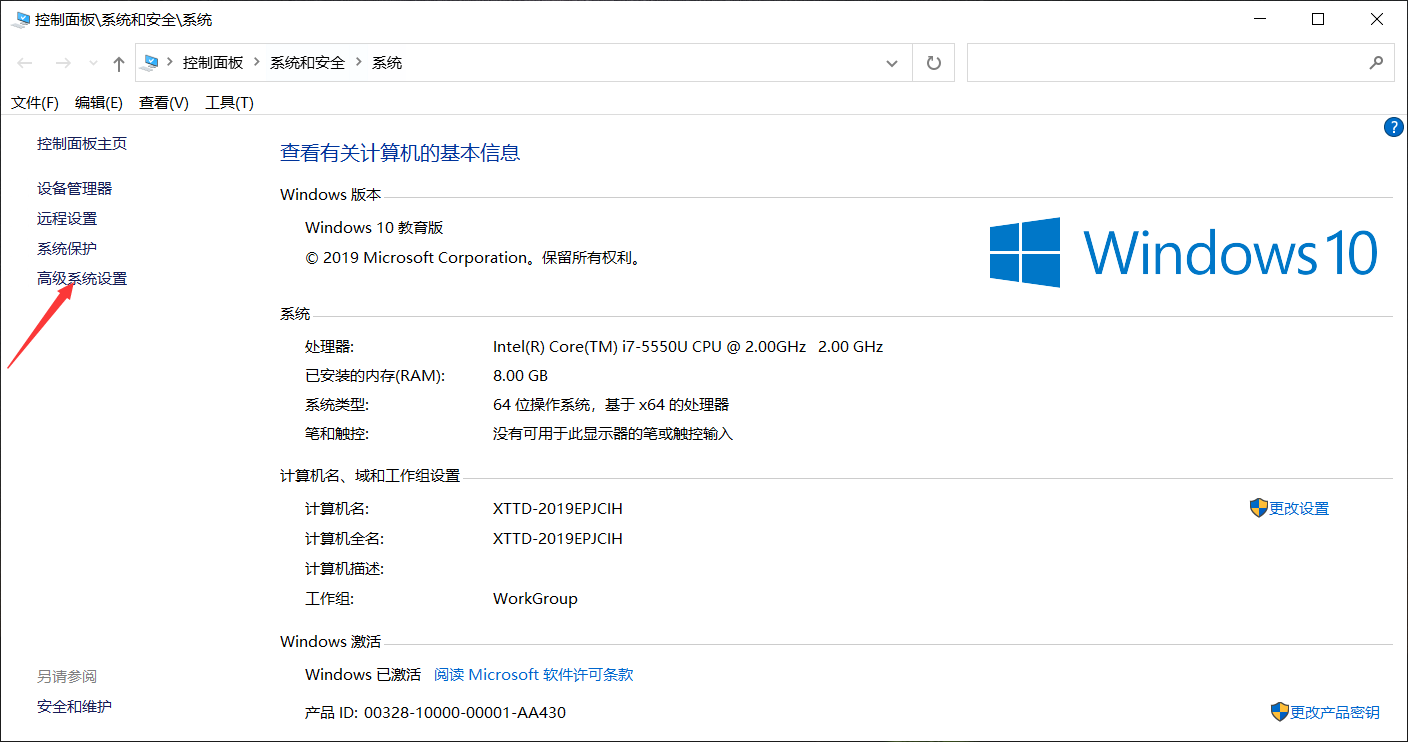 控制面板\系统和安全\系统
控制面板 系统和安全 系统
文件(F) 编辑(E) 查看(V) 工具(T)
控制面板主页
设备管理器
远程设置
系统保护
高级系统设置
另请参阅
安全和维护
?
查看有关计算机的基本信息
Windows 版本
Windows 10 教育版
© 2019 Microsoft Corporation。保留所有权利。
Windows 10
系统
处理器: Intel(R) Core(TM) i7-5550U CPU @ 2.00GHz 2.00 GHz
已安装的内存(RAM): 8.00 GB
系统类型: 64 位操作系统，基于 x64 的处理器
笔和触控: 没有可用于此显示器的笔或触控输入
计算机名、域和工作组设置
计算机名: XTTD-2019EPJCIH 更改设置
计算机全名: XTTD-2019EPJCIH
计算机描述:
工作组: WorkGroup
Windows 激活
Windows 已激活 阅读 Microsoft 软件许可条款
产品 ID: 00328-10000-00001-AA430 更改产品密钥